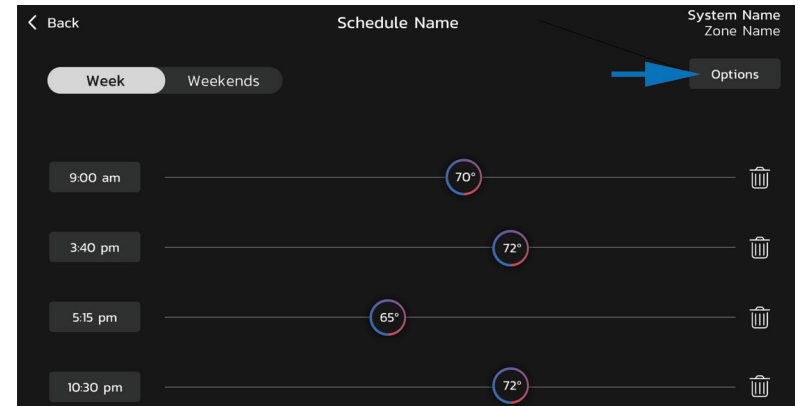 Back
Schedule Name
System Name
Zone Name
Week
Weekends
Options
9:00 am
70°
3:40 pm
72°
5:15 pm
65°
10:30 pm
72°